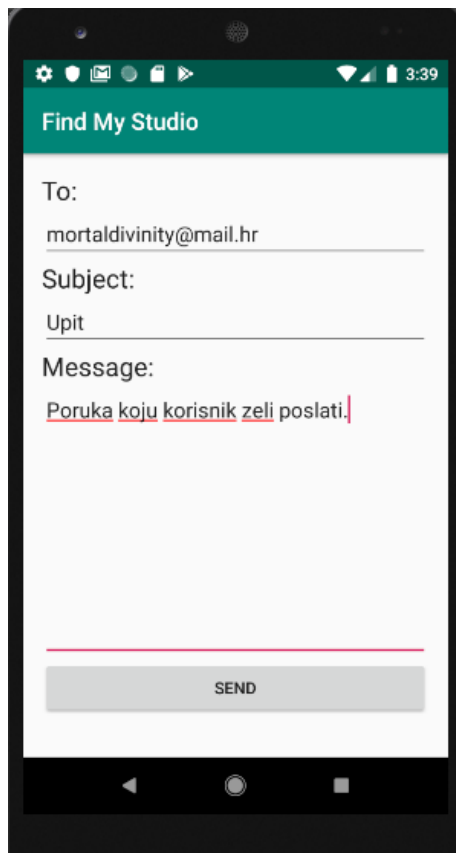 3:39
Find My Studio
To:
mortaldivinity@mail.hr
Subject:
Upit
Message:
Poruka koju korisnik zeli poslati.
SEND